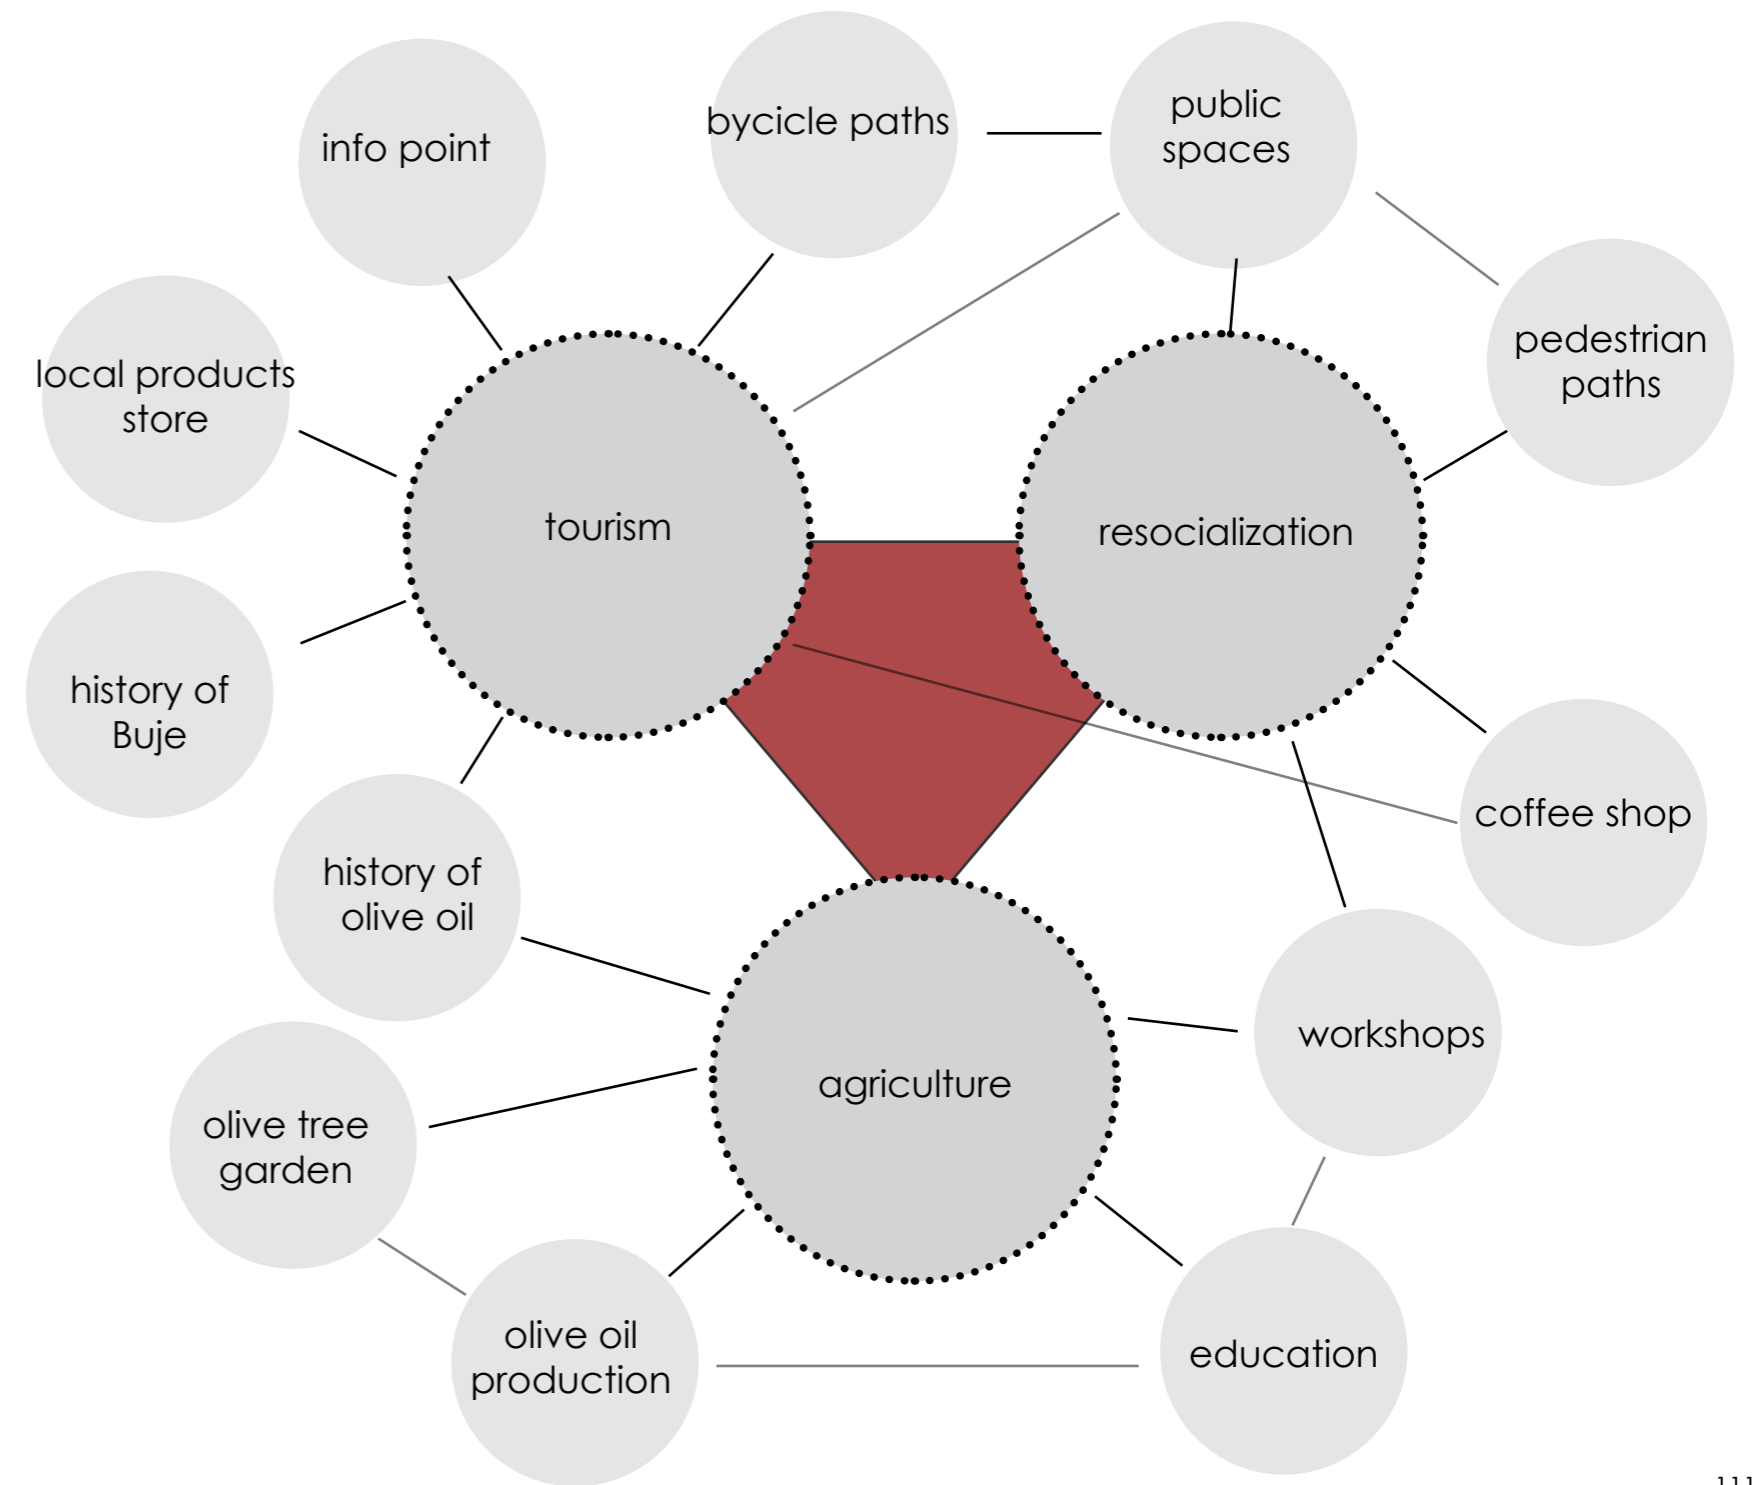 info point
bycicle paths
public
spaces
local products
store
pedestrian
paths
tourism
resocialization
history of
Buje
coffee shop
history of
olive oil
workshops
agriculture
olive tree
garden
olive oil
production
education
111